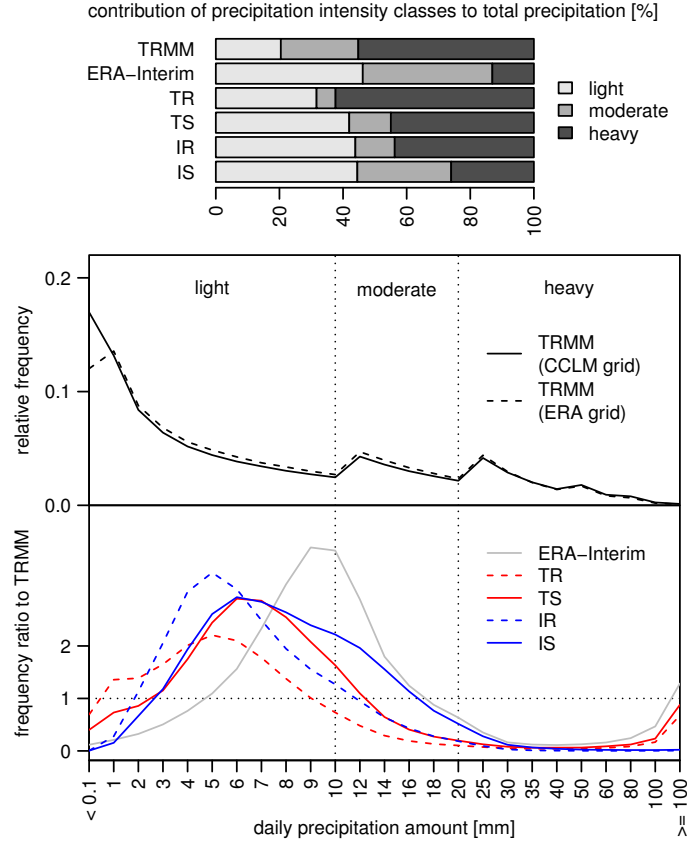 contribution of precipitation intensity classes to total precipitation [%]
TRMM
ERA−Interim
TR
TS
IR
IS
light
moderate
heavy
0
20
40
60
80
100
light
moderate
heavy
relative frequency
0.2
0.1
0.0
TRMM
(CCLM grid)
TRMM
(ERA grid)
frequency ratio to TRMM
2
1
0
ERA−Interim
TR
TS
IR
IS
< 0.1
1
2
3
4
5
6
7
8
9
10
12
14
16
18
20
25
30
35
40
50
60
80
100
>= 100
daily precipitation amount [mm]